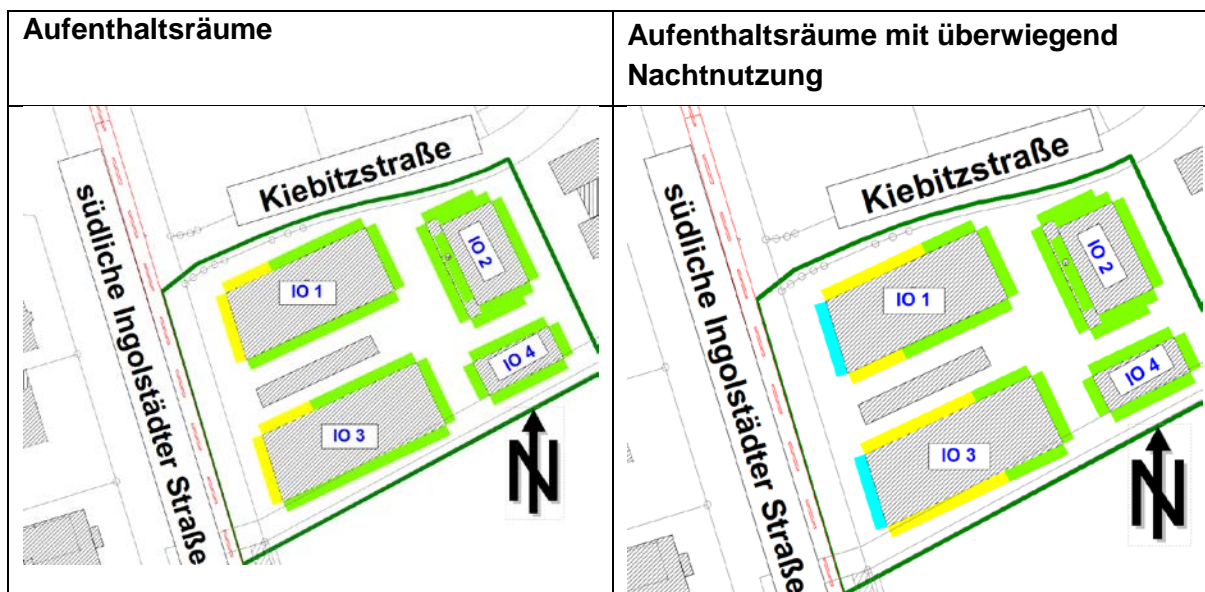 Aufenthaltsräume
Aufenthaltsräume mit überwiegend
Nachtnutzung
Kiebitzstraße
südliche Ingolstädter Straße
IO 1
IO 2
IO 3
IO 4
N
Kiebitzstraße
südliche Ingolstädter Straße
IO 1
IO 2
IO 3
IO 4
N